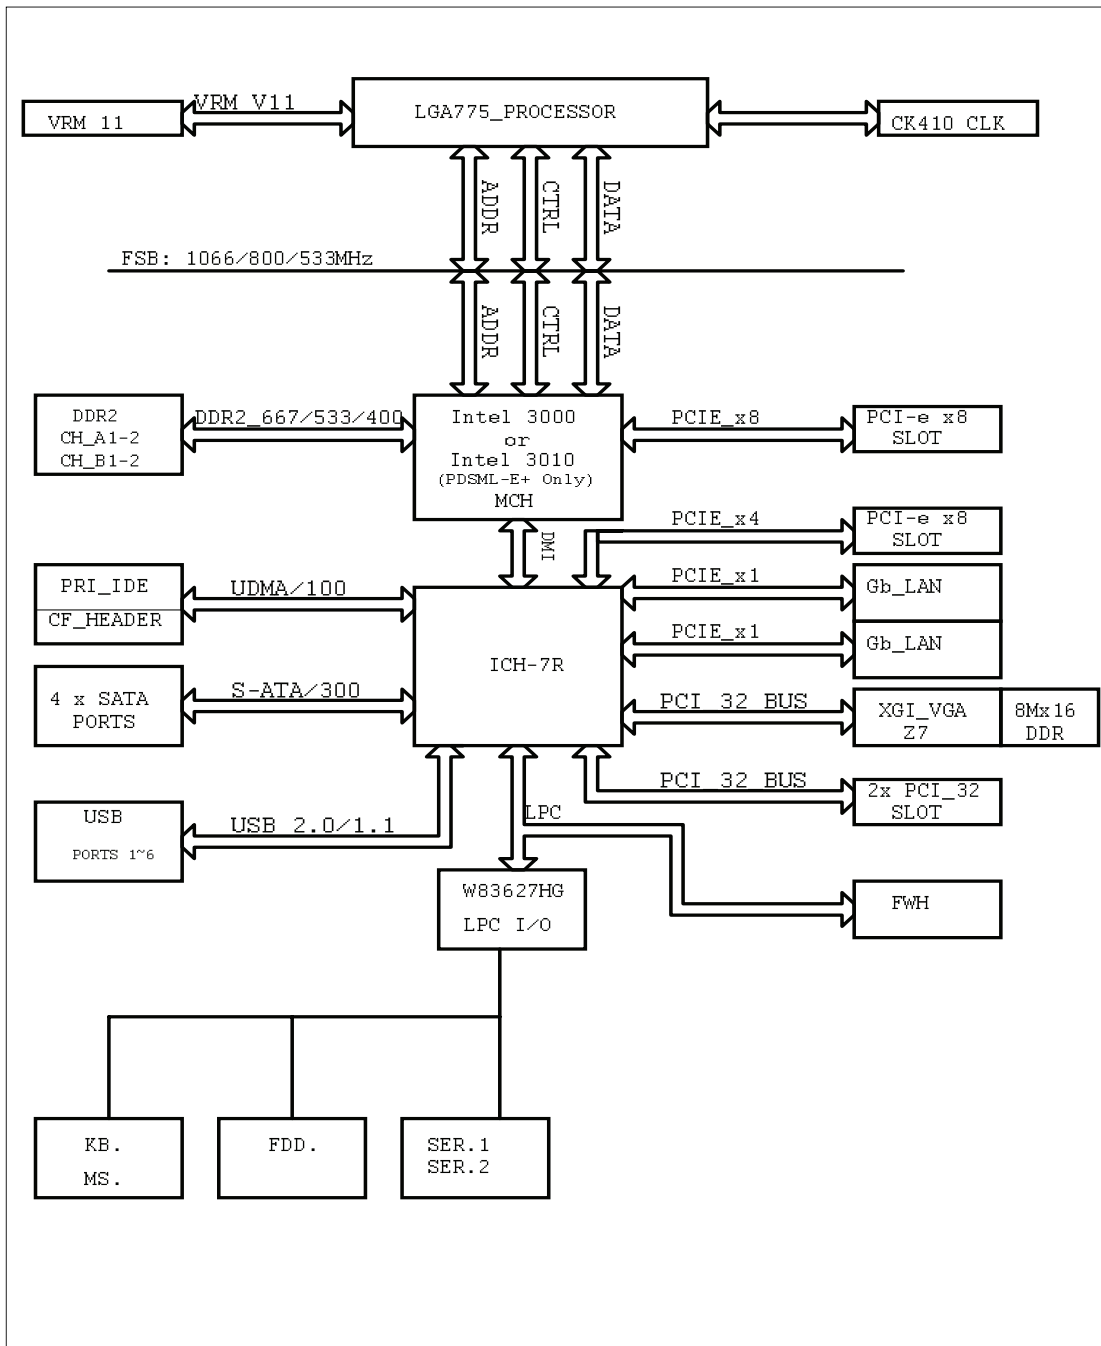 LGA775_PROCESSOR
VRM V11
VRM 11
CK410 CLK
ADDR
CTRL
DATA
FSB: 1066/800/533MHz
ADDR
CTRL
DATA
DDR2
CH_A1-2
CH_B1-2
DDR2_667/533/400
Intel 3000
or
Intel 3010
(PDSML-E+ Only)
MCH
PCIE_x8
PCI-e x8
SLOT
DMI
PCIE_x4
PCI-e x8
SLOT
PRI_IDE
CF_HEADER
UDMA/100
ICH-7R
PCIE_x1
Gb_LAN
PCIE_x1
Gb_LAN
4 x SATA
PORTS
S-ATA/300
PCI 32 BUS
XGI_VGA
Z7
8Mx16
DDR
PCI 32 BUS
2x PCI_32
SLOT
USB
PORTS 1~6
USB 2.0/1.1
LPC
W83627HG
LPC I/O
FWH
KB.
MS.
FDD.
SER.1
SER.2